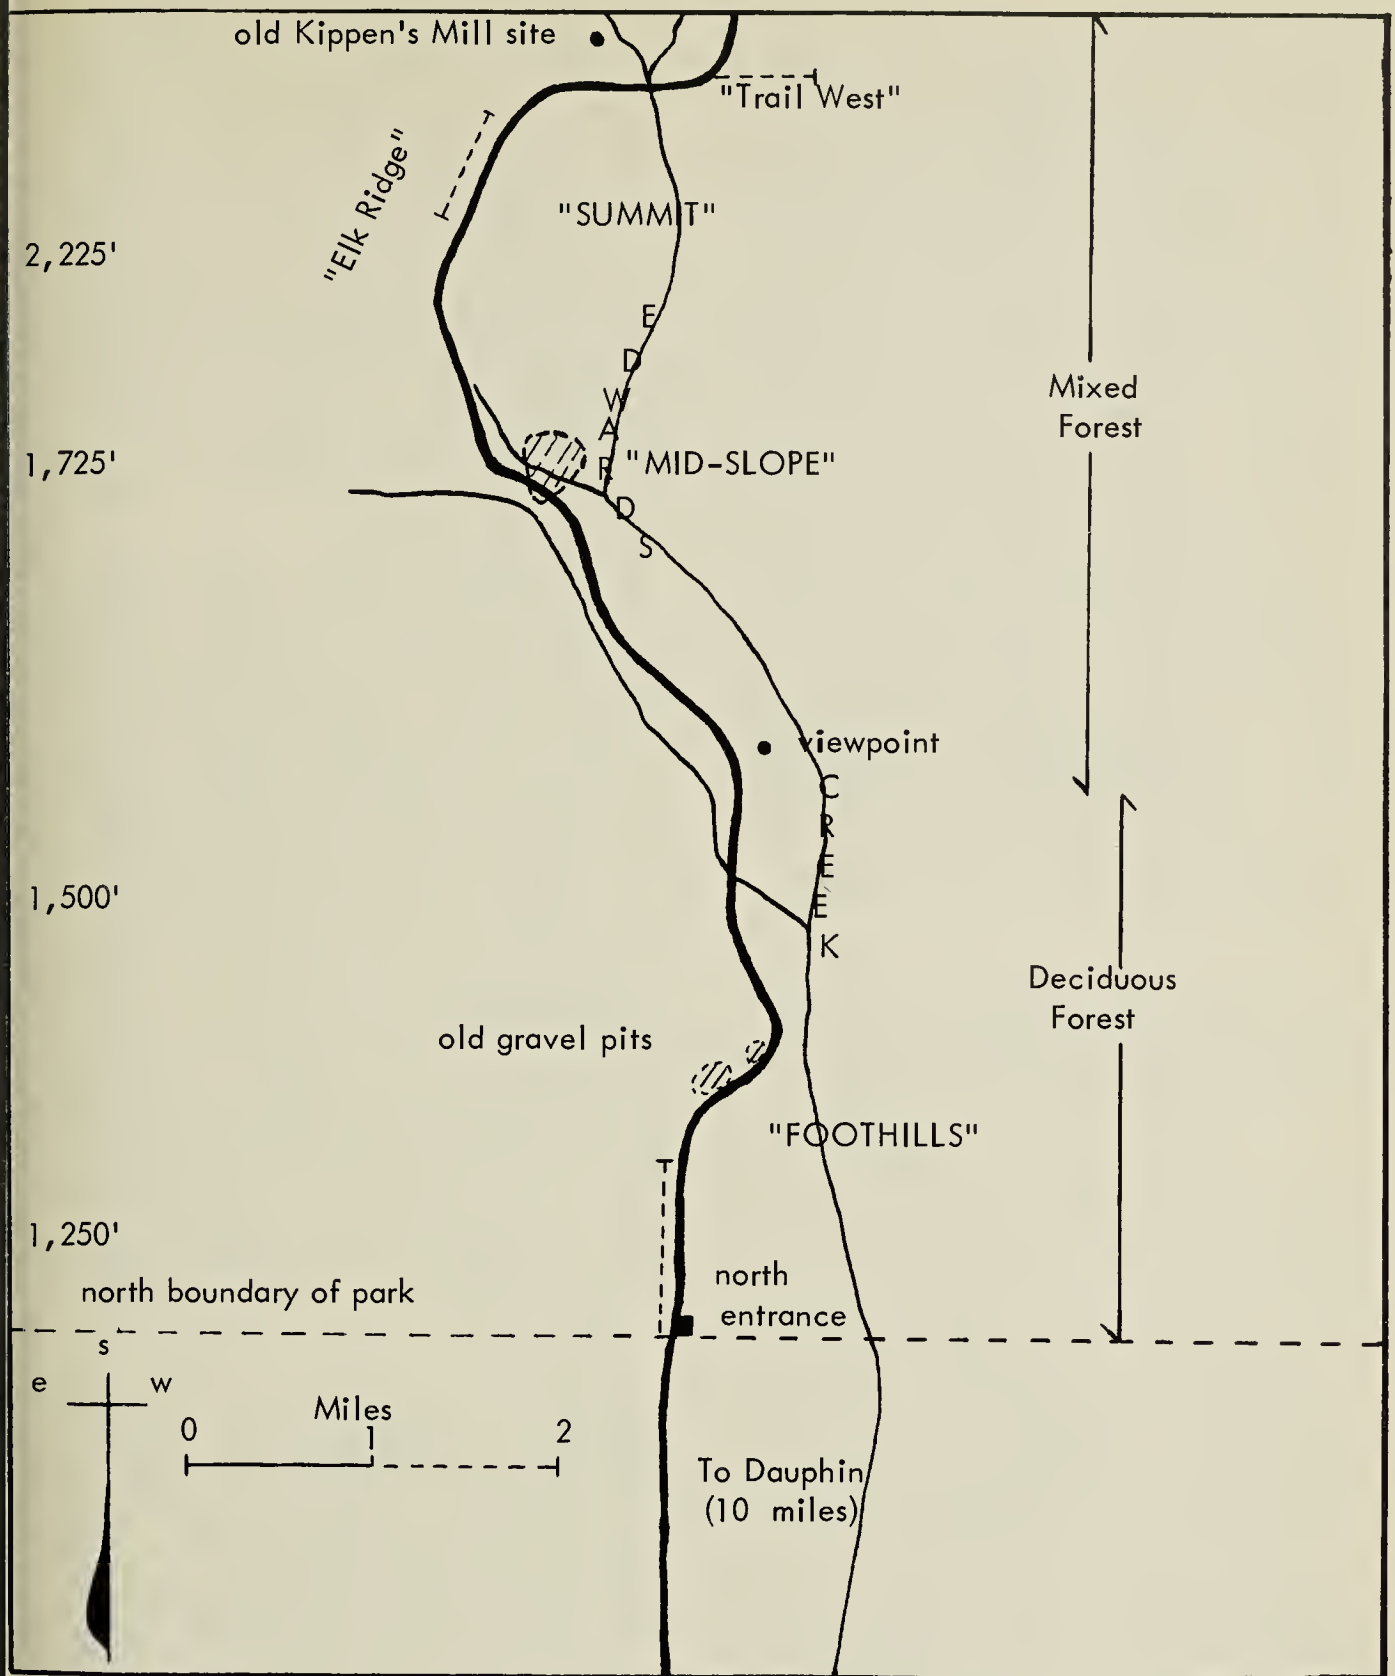 old Kippen's Mill site
"Trail West"
"Elk Ridge"
"SUMMIT"
2,225'
EDWARDS
Mixed
Forest
1,725'
"MID-SLOPE"
viewpoint
CREEK
1,500'
Deciduous
Forest
old gravel pits
"FOOTHILLS"
1,250'
north
entrance
north boundary of park
s
e w
Miles
0 1 2
To Dauphin
(10 miles)